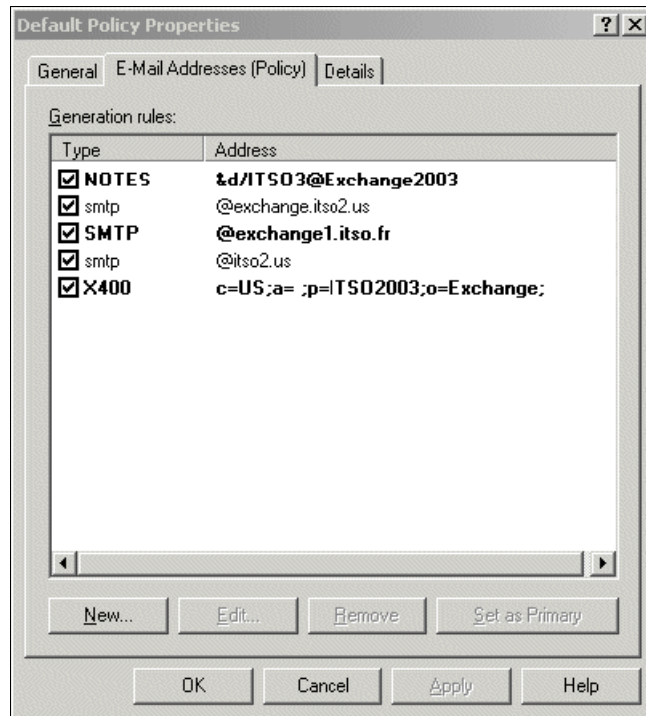 Default Policy Properties
General E-Mail Addresses (Policy) Details
Generation rules:
Type Address
NOTES &d/ITSO3@Exchange2003
smtp @exchange.itso2.us
SMTP @exchange1.itso.fr
smtp @itso2.us
X400 c=US;a= ;p=ITSO2003;o=Exchange;
New... Edit... Remove Set as Primary
OK Cancel Apply Help